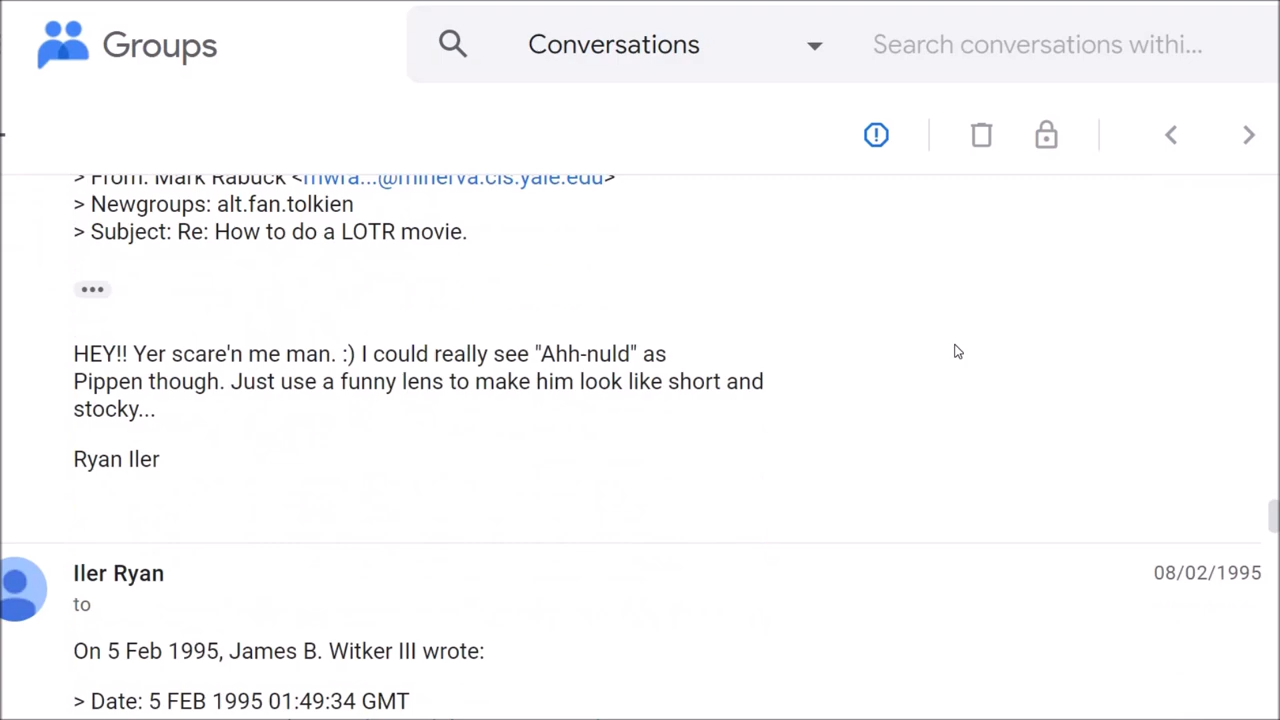 Groups
Conversations
Search conversations withi...
> From: Mark Rabuck <mwra...@minerva.cis.yale.edu>
> Newgroups: alt.fan.tolkien
> Subject: Re: How to do a LOTR movie.
HEY!! Yer scare'n me man. :) I could really see "Ahh-nuld" as
Pippen though. Just use a funny lens to make him look like short and
stocky...
Ryan Iler
Iler Ryan
08/02/1995
to
On 5 Feb 1995, James B. Witker III wrote:
> Date: 5 FEB 1995 01:49:34 GMT